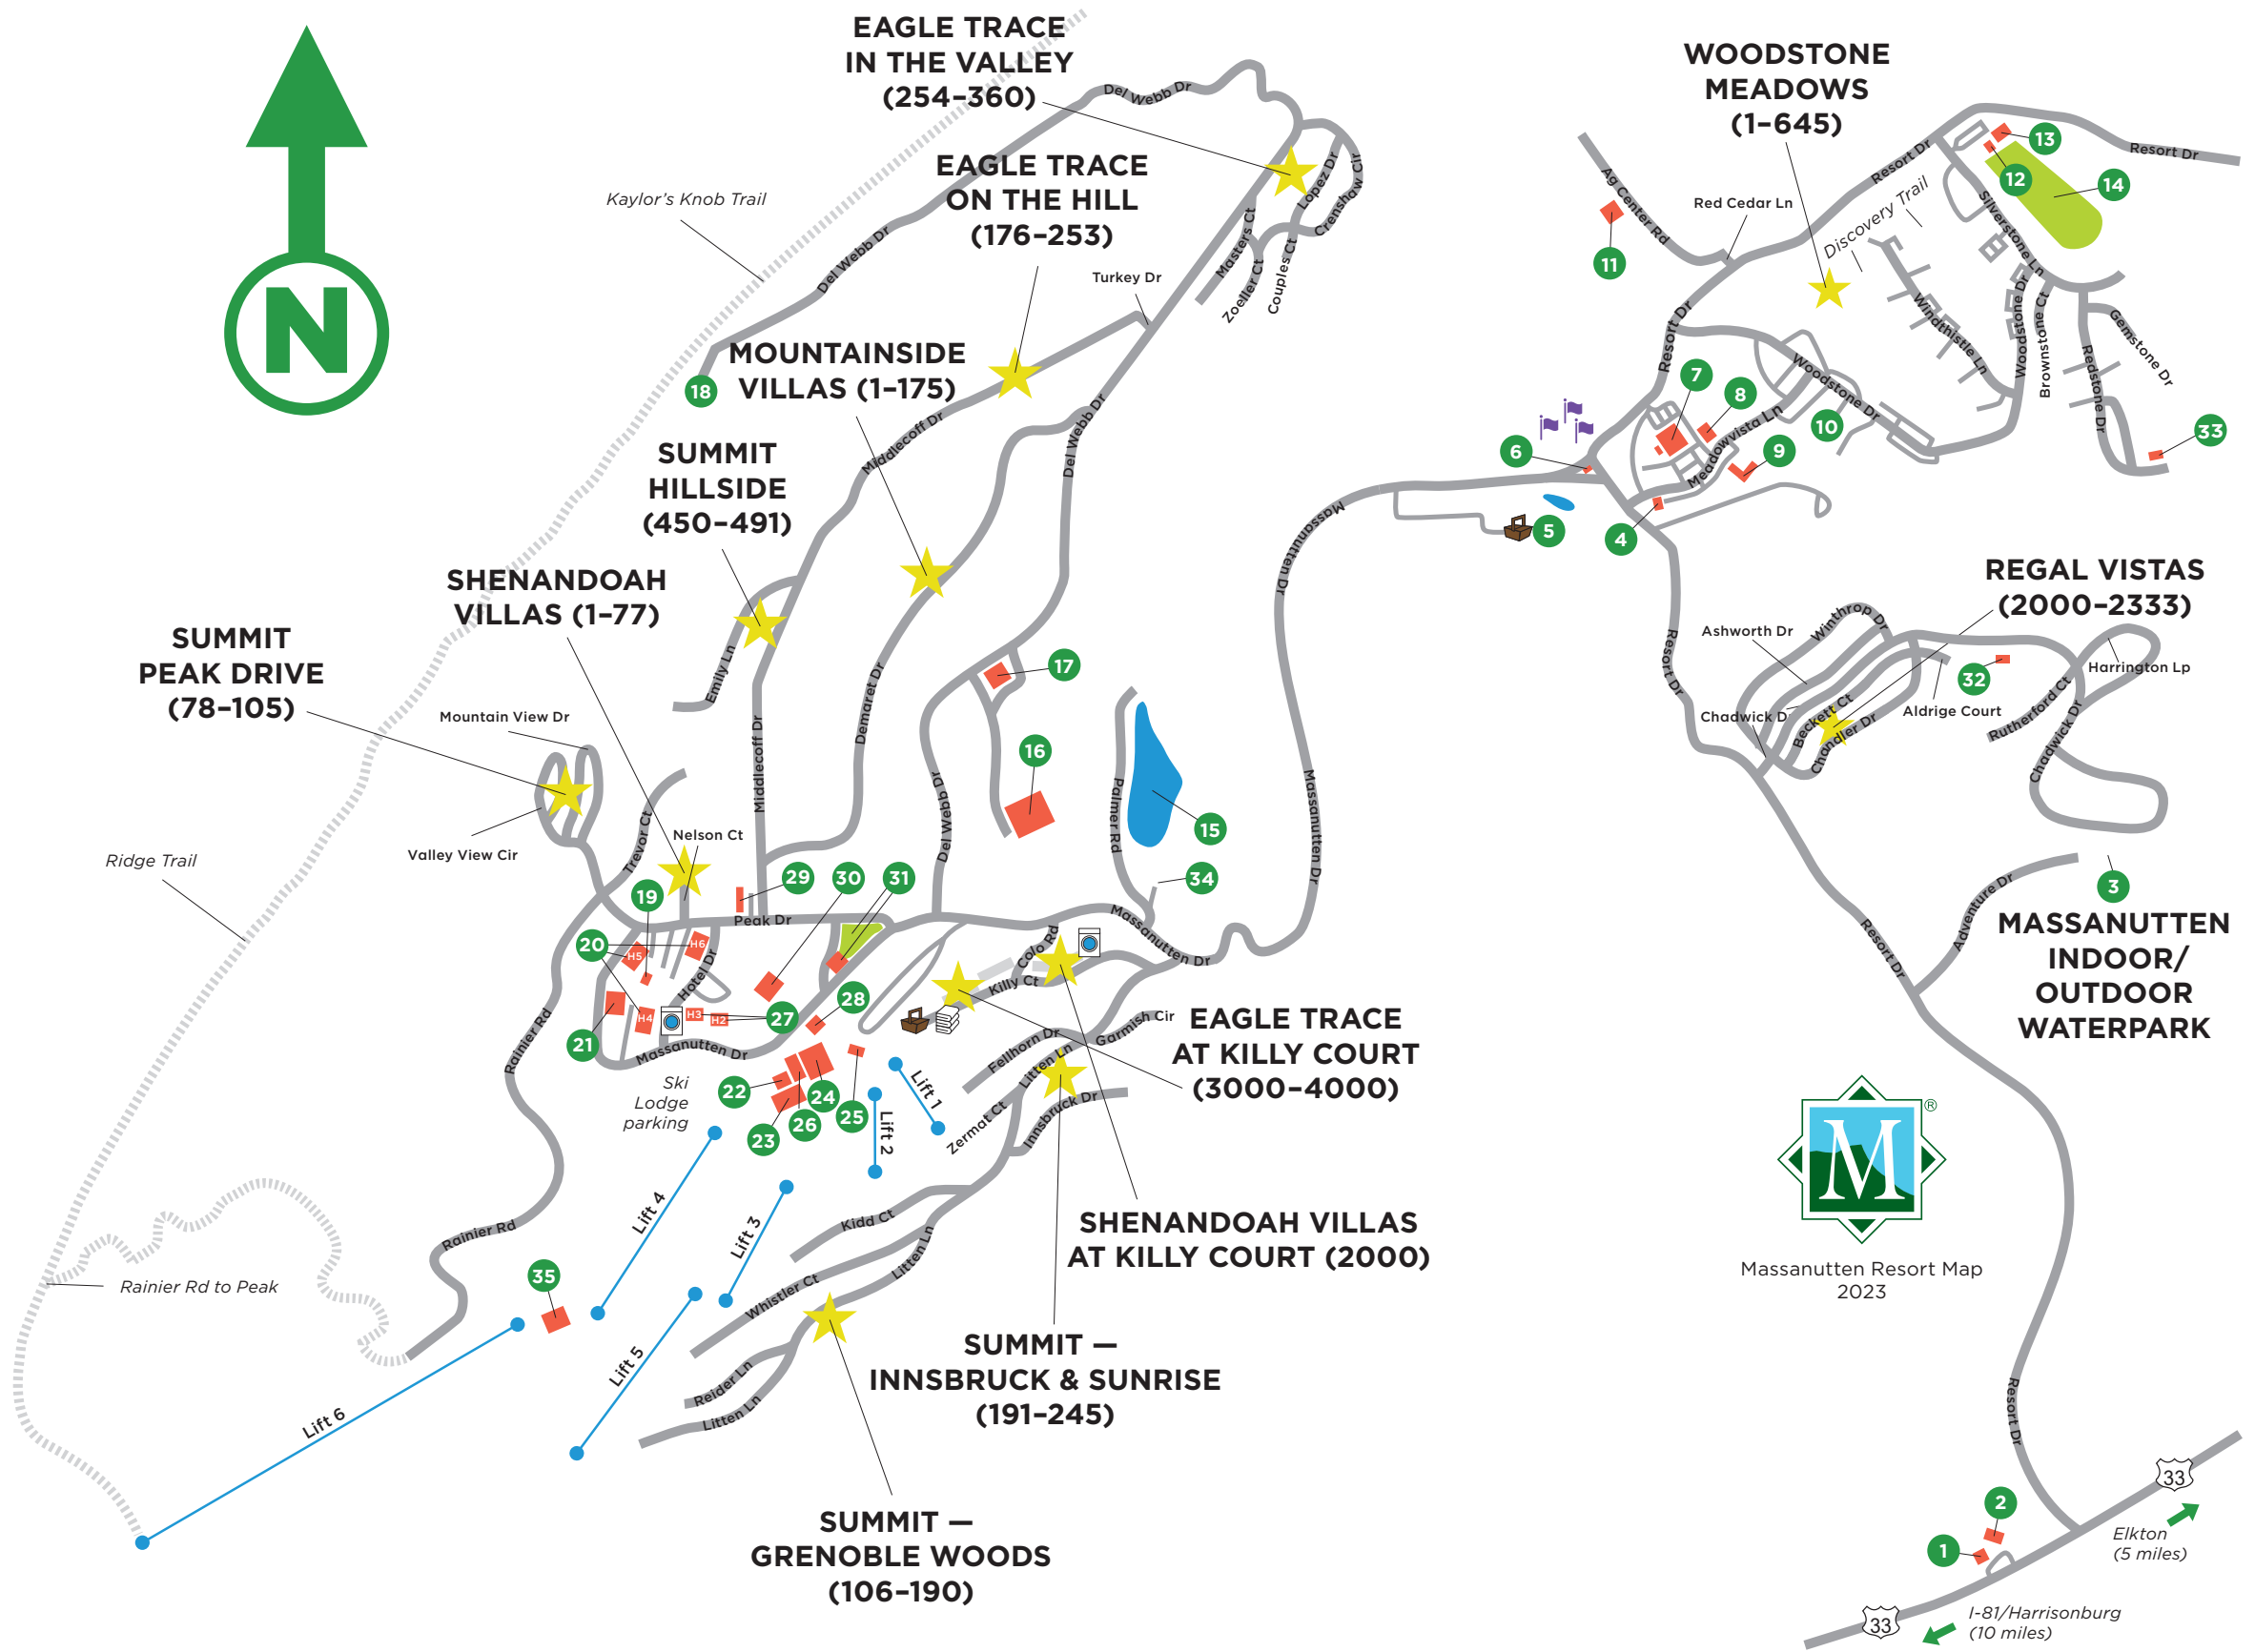 EAGLE TRACE
IN THE VALLEY
(254–360)
WOODSTONE
MEADOWS
(1–645)
EAGLE TRACE
ON THE HILL
(176–253)
MOUNTAINSIDE
VILLAS (1–175)
SUMMIT
HILLSIDE
(450–491)
SHENANDOAH
VILLAS (1–77)
SUMMIT
PEAK DRIVE
(78–105)
REGAL VISTAS
(2000–2333)
MASSANUTTEN
INDOOR/
OUTDOOR
WATERPARK
EAGLE TRACE
AT KILLY COURT
(3000–4000)
SHENANDOAH VILLAS
AT KILLY COURT (2000)
SUMMIT —
INNSBRUCK & SUNRISE
(191–245)
SUMMIT —
GRENOBLE WOODS
(106–190)
N
Kaylor's Knob Trail
Del Webb Dr
Del Webb Dr
Turkey Dr
Masters Ct
Zoeller Ct
Couples Ct
Lopez Dr
Crenshaw Cir
Middlecoff Dr
Del Webb Dr
18
Ag Center Rd
Red Cedar Ln
Resort Dr
Resort Dr
Discovery Trail
Silverstone Ln
Windthistle Ln
Woodstone Dr
Brownstone Ct
Redstone Dr
Gemstone Dr
Resort Dr
Woodstone Dr
Meadowvista Ln
11
12
13
14
7
8
9
10
6
5
4
33
Massanutten Dr
Resort Dr
Ashworth Dr
Winthrop Dr
Chadwick D
Beckett Ct
Chandler Dr
Aldrige Court
Harrington Lp
Rutherford Ct
Chadwick Dr
32
3
Adventure Dr
Resort Dr
Mountain View Dr
Valley View Cir
Trevor Ct
Nelson Ct
Emily Ln
Middlecoff Dr
Demaret Dr
Del Webb Dr
17
16
15
34
Palmer Rd
Massanutten Dr
Ridge Trail
19
20
21
29
30
31
Peak Dr
H6
H5
H4
H3
H2
Hotel Dr
27
28
Massanutten Dr
Massanutten Dr
Colo Rd
Killy Ct
Fellhorn Dr
Garmish Cir
Litten Ln
Zermat Ct
Innsbruck Dr
Rainier Rd
Ski
Lodge
parking
22
23
24
25
26
Lift 1
Lift 2
Lift 3
Lift 4
Lift 5
Lift 6
Kidd Ct
Whistler Ct
Litten Ln
Reider Ln
Litten Ln
Rainier Rd
Rainier Rd to Peak
35
M
®
Massanutten Resort Map
2023
Resort Dr
33
2
1
Elkton
(5 miles)
33
I-81/Harrisonburg
(10 miles)